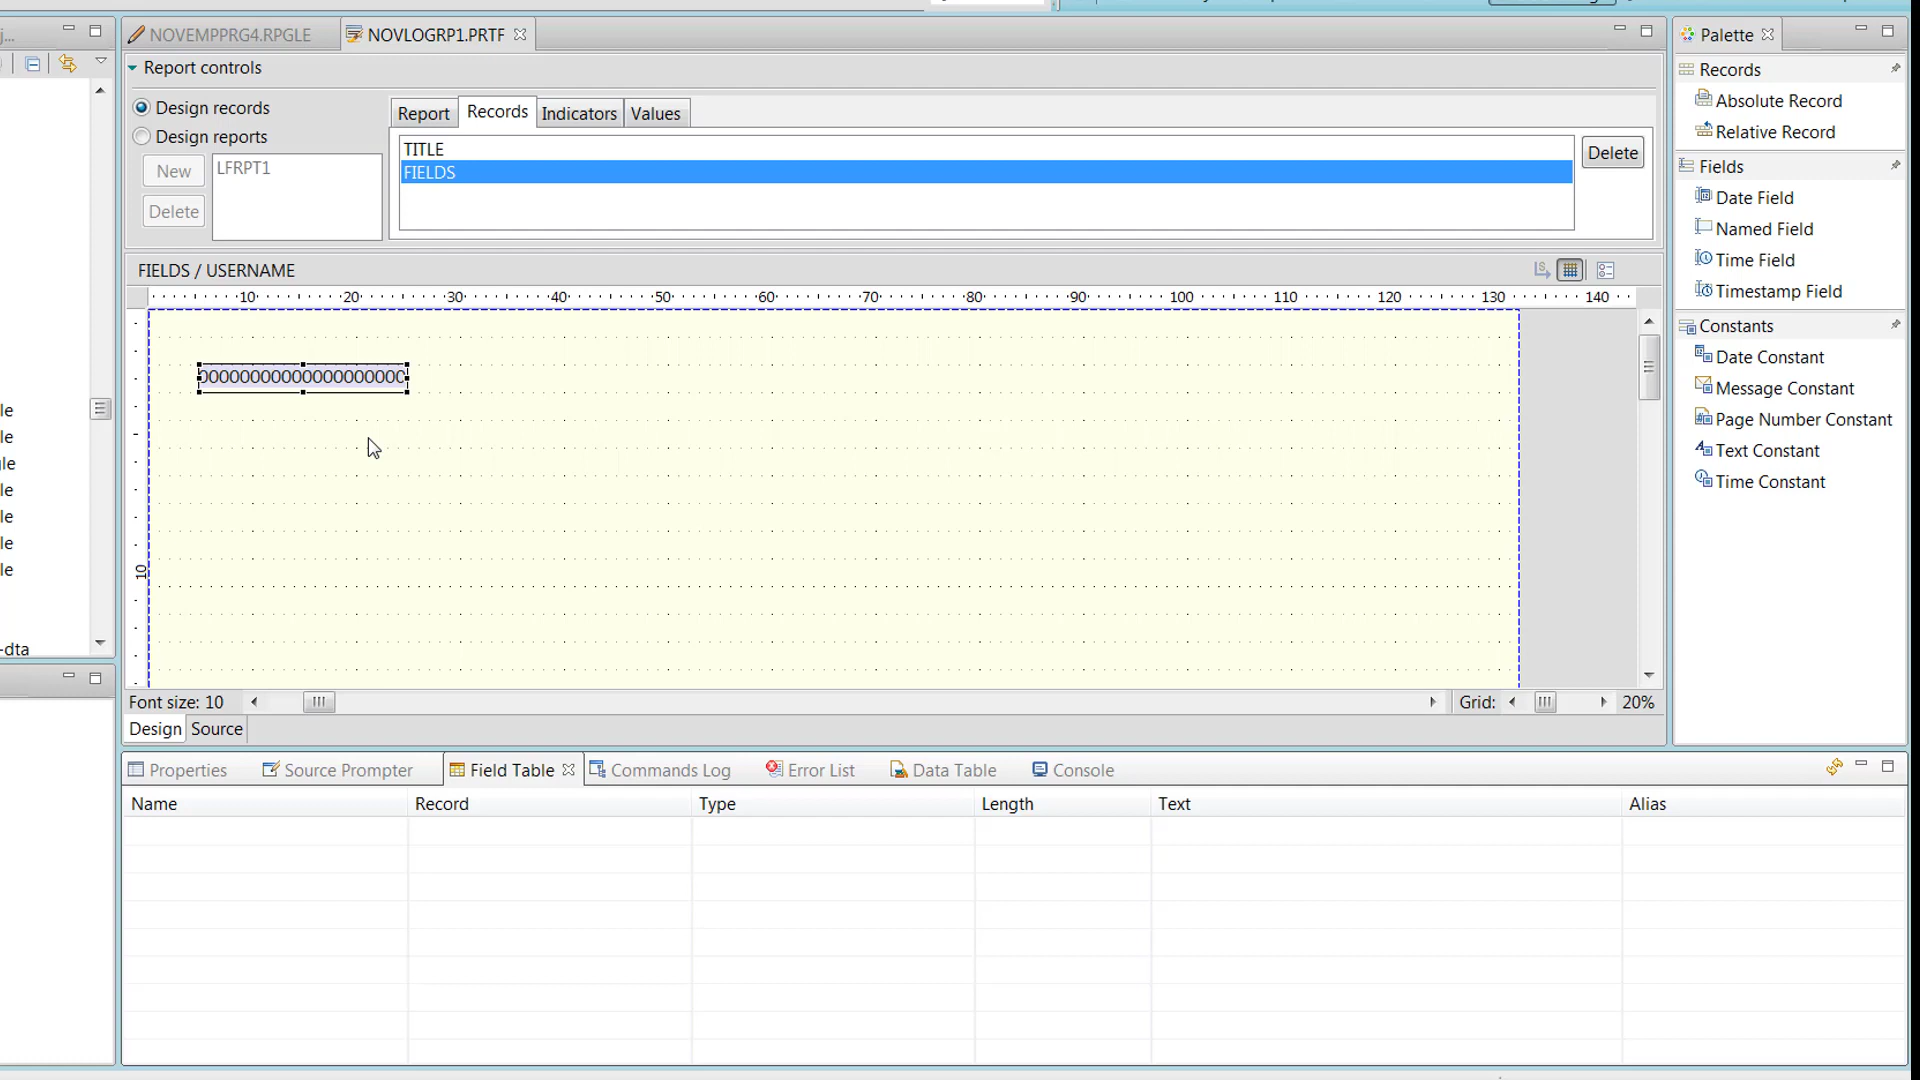 NOVEMPPRG4.RPGLE
NOVLOGRP1.PRTF
Report controls
Design records
Design reports
New
Delete
LFRPT1
Report
Records
Indicators
Values
TITLE
FIELDS
Delete
FIELDS / USERNAME
10 20 30 40 50 60 70 80 90 100 110 120 130 140
OOOOOOOOOOOOOOOOOOOO
10
Font size: 10
Grid:
20%
Design
Source
le
le
gle
le
le
le
le
-dta
Properties
Source Prompter
Field Table
Commands Log
Error List
Data Table
Console
Name
Record
Type
Length
Text
Alias
Palette
Records
Absolute Record
Relative Record
Fields
Date Field
Named Field
Time Field
Timestamp Field
Constants
Date Constant
Message Constant
Page Number Constant
Text Constant
Time Constant